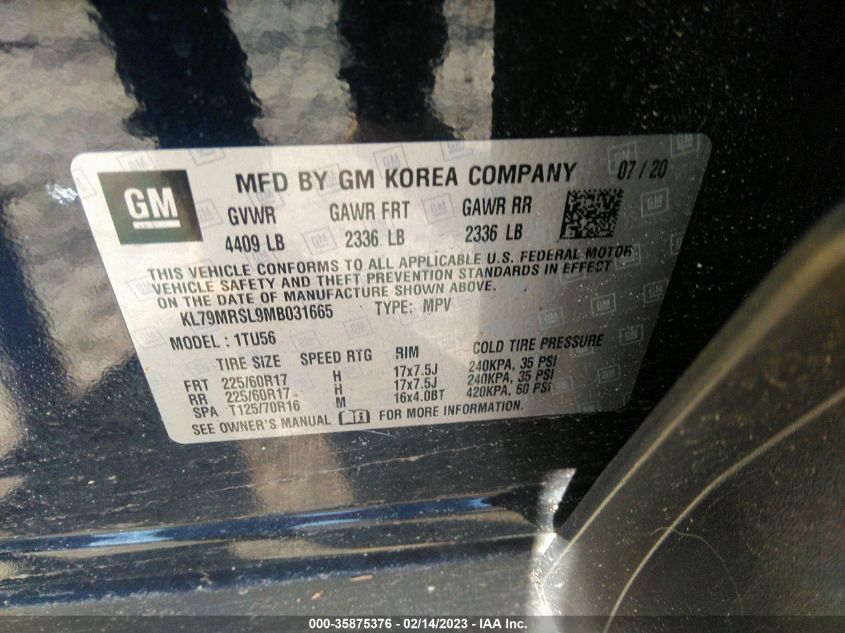 GM
MFD BY GM KOREA COMPANY 07 / 20
GVWR GAWR FRT GAWR RR
4409 LB 2336 LB 2336 LB
THIS VEHICLE CONFORMS TO ALL APPLICABLE U.S. FEDERAL MOTOR
VEHICLE SAFETY AND THEFT PREVENTION STANDARDS IN EFFECT
ON THE DATE OF MANUFACTURE SHOWN ABOVE.
KL79MRSL9MB031665 TYPE: MPV
MODEL : 1TU56
TIRE SIZE SPEED RTG RIM COLD TIRE PRESSURE
FRT 225/60R17 H 17x7.5J 240KPA, 35 PSI
RR 225/60R17 H 17x7.5J 240KPA, 35 PSI
SPA T125/70R16 M 16x4.0BT 420KPA, 60 PSI
SEE OWNER'S MANUAL FOR MORE INFORMATION.
000-35875376 - 02/14/2023 - IAA Inc.